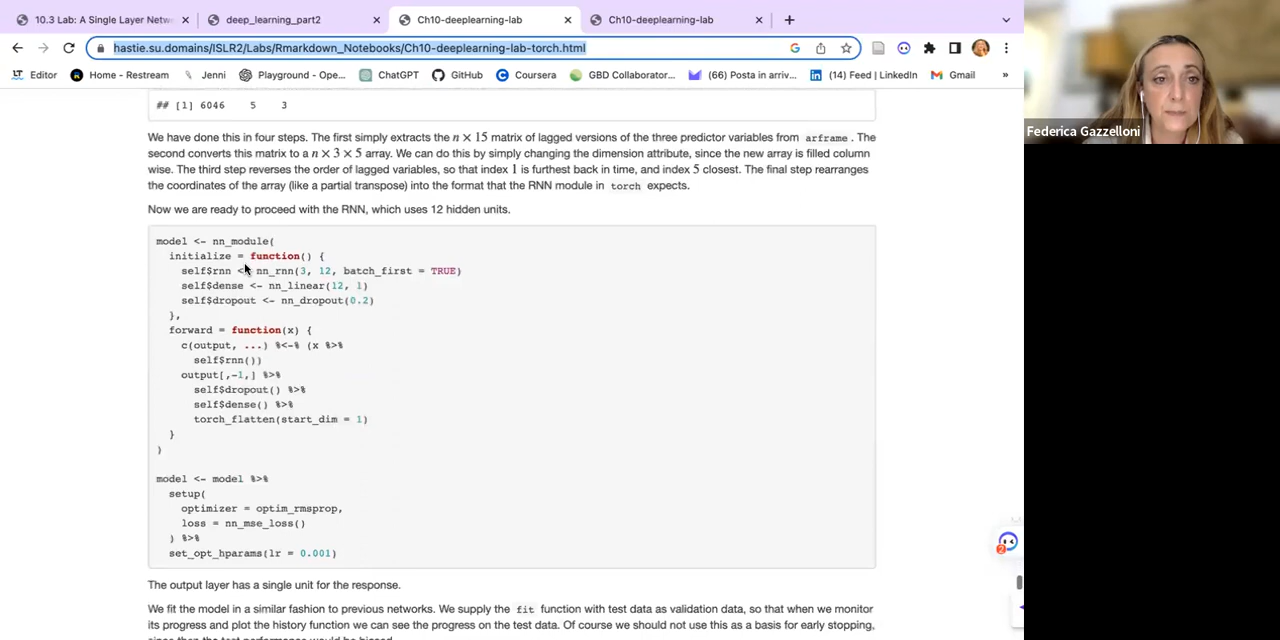 10.3 Lab: A Single Layer Netw
deep_learning_part2
Ch10-deeplearning-lab
Ch10-deeplearning-lab
hastie.su.domains/ISLR2/Labs/Rmarkdown_Notebooks/Ch10-deeplearning-lab-torch.html
Editor
Home - Restream
Jenni
Playground - Ope...
ChatGPT
GitHub
Coursera
GBD Collaborator...
(66) Posta in arriv...
(14) Feed | LinkedIn
Gmail
»
## [1] 6046 5 3
We have done this in four steps. The first simply extracts the n × 15 matrix of lagged versions of the three predictor variables from arframe. The
second converts this matrix to a n × 3 × 5 array. We can do this by simply changing the dimension attribute, since the new array is filled column
wise. The third step reverses the order of lagged variables, so that index 1 is furthest back in time, and index 5 closest. The final step rearranges
the coordinates of the array (like a partial transpose) into the format that the RNN module in torch expects.
Now we are ready to proceed with the RNN, which uses 12 hidden units.
model <- nn_module(
initialize = function() {
self$rnn <- nn_rnn(3, 12, batch_first = TRUE)
self$dense <- nn_linear(12, 1)
self$dropout <- nn_dropout(0.2)
},
forward = function(x) {
c(output, ...) %<-% (x %>%
self$rnn())
output[,-1,] %>%
self$dropout() %>%
self$dense() %>%
torch_flatten(start_dim = 1)
}
)
model <- model %>%
setup(
optimizer = optim_rmsprop,
loss = nn_mse_loss()
) %>%
set_opt_hparams(lr = 0.001)
The output layer has a single unit for the response.
We fit the model in a similar fashion to previous networks. We supply the fit function with test data as validation data, so that when we monitor
its progress and plot the history function we can see the progress on the test data. Of course we should not use this as a basis for early stopping,
since then the test performance would be biased.
Federica Gazzelloni
2